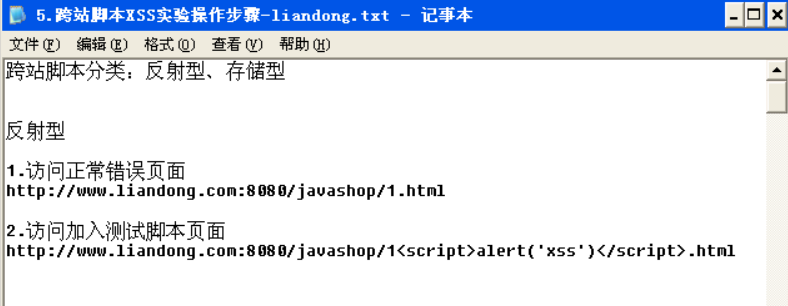 5.跨站脚本XSS实验操作步骤-liandong.txt - 记事本
文件(F) 编辑(E) 格式(O) 查看(V) 帮助(H)
跨站脚本分类：反射型、存储型
反射型
1.访问正常错误页面
http://www.liandong.com:8080/javashop/1.html
2.访问加入测试脚本页面
http://www.liandong.com:8080/javashop/1<script>alert('xss')</script>.html